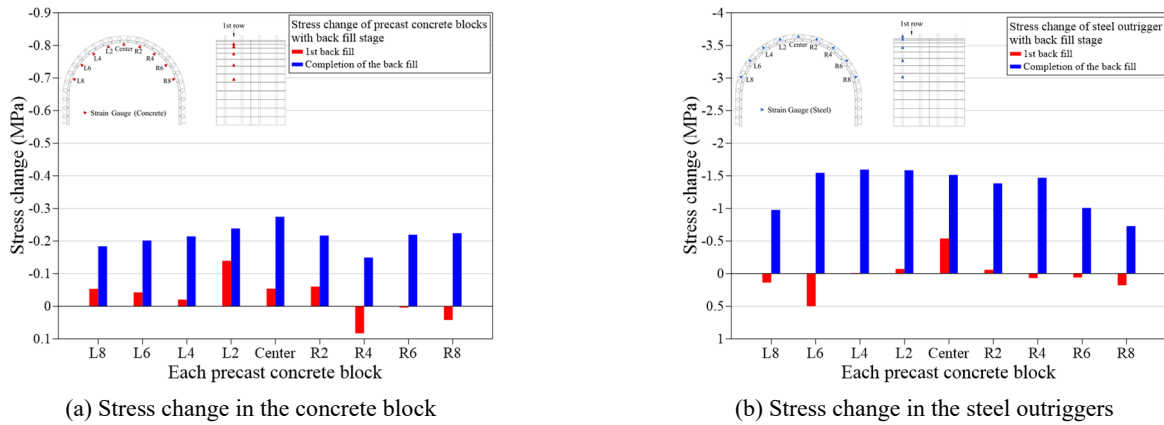 Stress change (MPa)
-0.9
-0.8
-0.7
-0.6
-0.5
-0.4
-0.3
-0.2
-0.1
0
0.1
1st row
L2 Center R2
L4 R4
L6 R6
L8 R8
Strain Gauge (Concrete)
Stress change of precast concrete blocks
with back fill stage
1st back fill
Completion of the back fill
L8 L6 L4 L2 Center R2 R4 R6 R8
Each precast concrete block
(a) Stress change in the concrete block
Stress change (MPa)
-4
-3.5
-3
-2.5
-2
-1.5
-1
-0.5
0
0.5
1
1st row
L2 Center R2
L4 R4
L6 R6
L8 R8
Strain Gauge (Steel)
Stress change of steel outrigger
with back fill stage
1st back fill
Completion of the back fill
L8 L6 L4 L2 Center R2 R4 R6 R8
Each precast concrete block
(b) Stress change in the steel outriggers